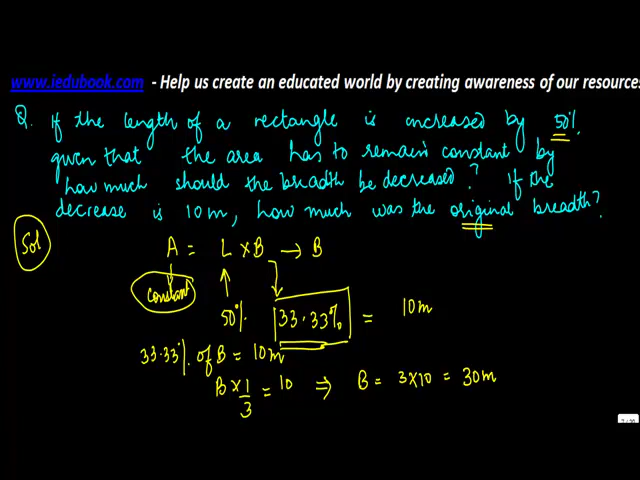 www.iedubook.com - Help us create an educated world by creating awareness of our resources
Q. If the length of a rectangle is increased by 50%.
given that the area has to remain constant by
how much should the breadth be decreased? If the
decrease is 10m, how much was the original breadth?
Sol
A = L × B → B
constant
50% 33.33% = 10m
33.33% of B = 10m
B × 1/3 = 10 ⇒ B = 3×10 = 30m